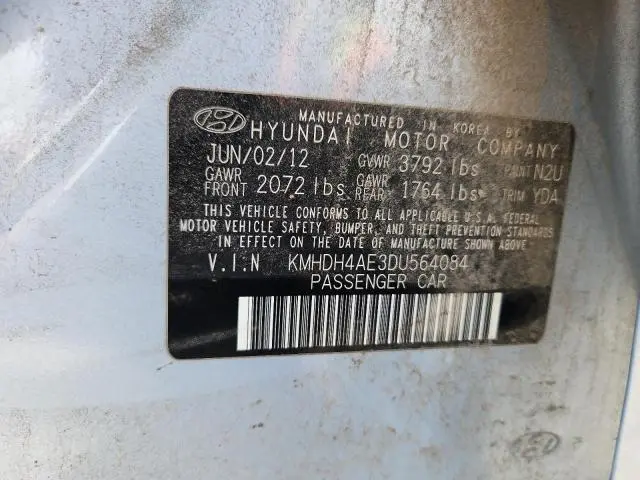 MANUFACTURED IN KOREA BY
HYUNDAI MOTOR COMPANY
JUN/02/12 GVWR 3792 lbs PAINT N2U
GAWR FRONT 2072 lbs GAWR REAR 1764 lbs TRIM YDA
THIS VEHICLE CONFORMS TO ALL APPLICABLE U.S.A. FEDERAL
MOTOR VEHICLE SAFETY, BUMPER, AND THEFT PREVENTION STANDARDS
IN EFFECT ON THE DATE OF MANUFACTURE SHOWN ABOVE.
V.I.N KMHDH4AE3DU564084
PASSENGER CAR